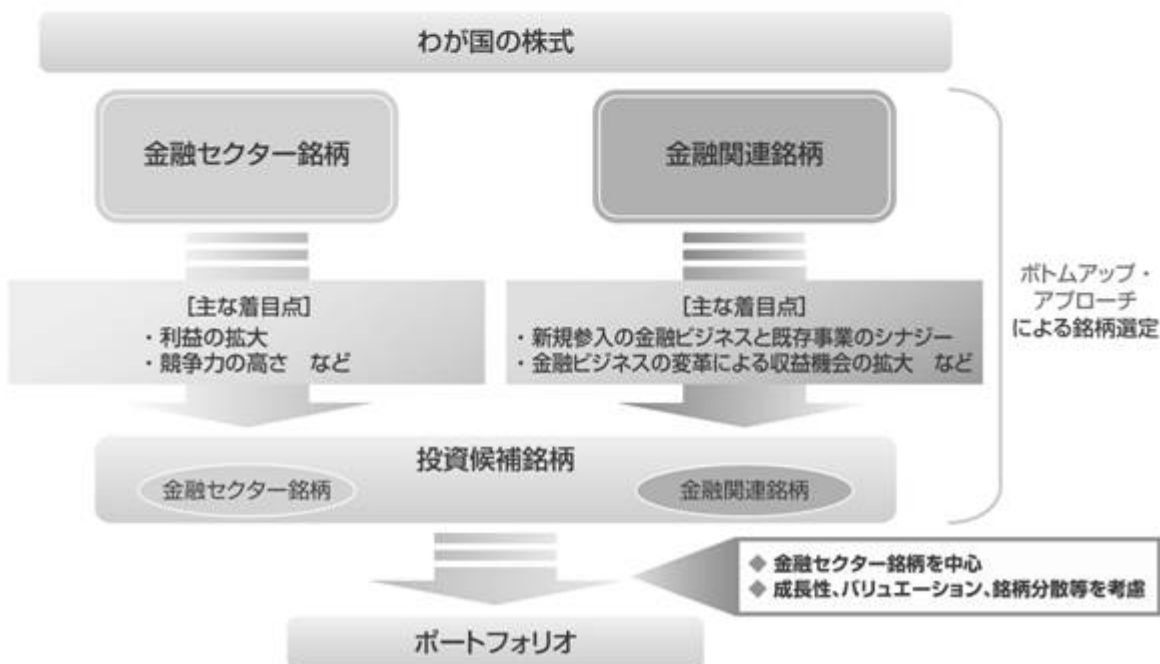 わが国の株式
金融セクター銘柄
金融関連銘柄
[主な着目点]
・利益の拡大
・競争力の高さ　など
[主な着目点]
・新規参入の金融ビジネスと既存事業のシナジー
・金融ビジネスの変革による収益機会の拡大　など
ボトムアップ・
アプローチ
による銘柄選定
投資候補銘柄
金融セクター銘柄
金融関連銘柄
◆ 金融セクター銘柄を中心
◆ 成長性、バリュエーション、銘柄分散等を考慮
ポートフォリオ